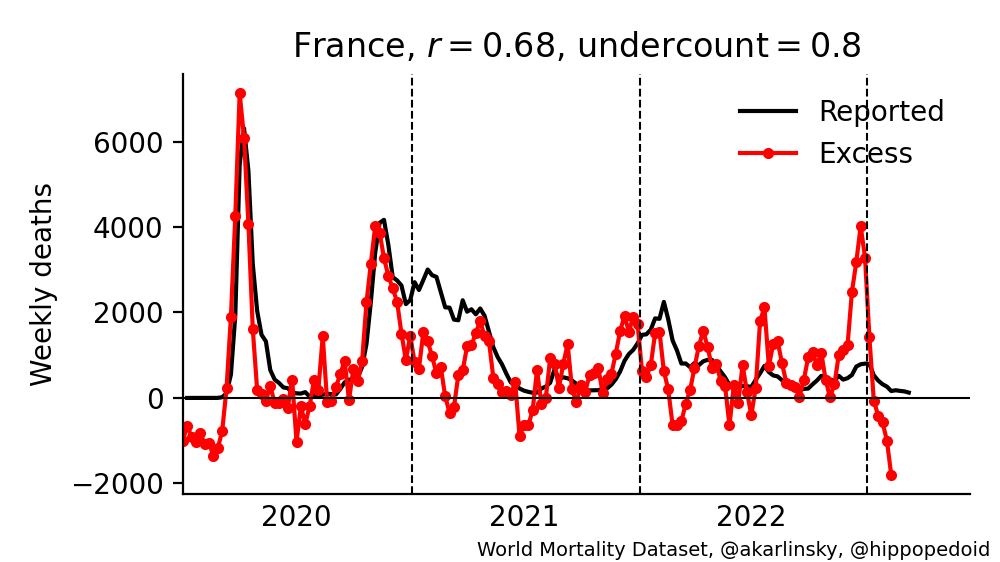 France, r = 0.68, undercount = 0.8
Reported
Excess
Weekly deaths
6000
4000
2000
0
−2000
2020 2021 2022
World Mortality Dataset, @akarlinsky, @hippopedoid